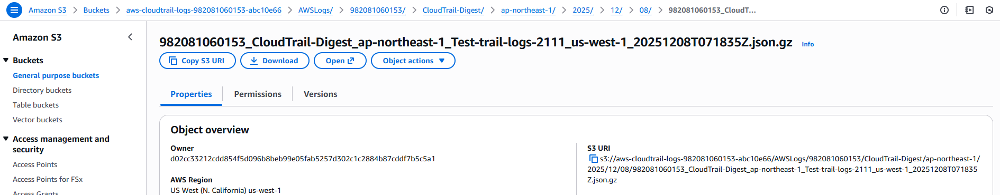 Amazon S3 > Buckets > aws-cloudtrail-logs-982081060153-abc10e66 > AWSLogs/ > 982081060153/ > CloudTrail-Digest/ > ap-northeast-1/ > 2025/ > 12/ > 08/ > 982081060153_CloudT...
Amazon S3
Buckets
General purpose buckets
Directory buckets
Table buckets
Vector buckets
Access management and
security
Access Points
Access Points for FSx
Access Grants
982081060153_CloudTrail-Digest_ap-northeast-1_Test-trail-logs-2111_us-west-1_20251208T071835Z.json.gz Info
Copy S3 URI Download Open Object actions
Properties Permissions Versions
Object overview
Owner
d02cc33212cdd854f5d096b8beb99e05fab5257d302c1c2884b87cddf7b5c5a1
AWS Region
US West (N. California) us-west-1
S3 URI
s3://aws-cloudtrail-logs-982081060153-abc10e66/AWSLogs/982081060153/CloudTrail-Digest/ap-northeast-1/
2025/12/08/982081060153_CloudTrail-Digest_ap-northeast-1_Test-trail-logs-2111_us-west-1_20251208T071835
Z.json.gz